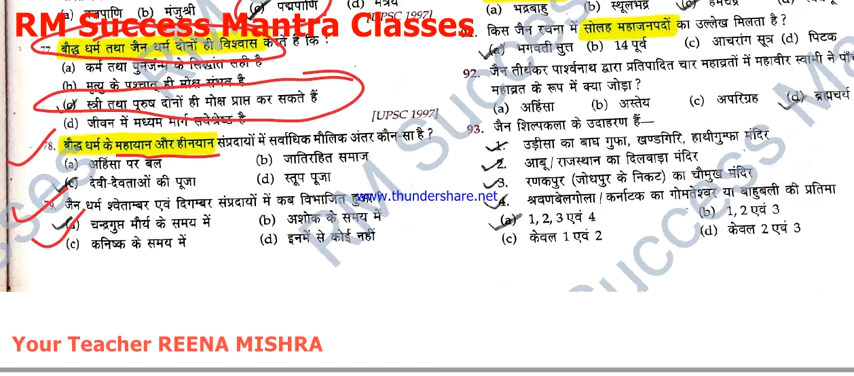 (a) वज्रपाणि (b) मंजुश्री (c) पद्मपाणि (d) मैत्रेय
[UPSC 1997]
RM Success Mantra Classes
77. बौद्ध धर्म तथा जैन धर्म दोनों ही विश्वास करते हैं कि :
(a) कर्म तथा पुनर्जन्म के सिद्धांत सही हैं
(b) मृत्यु के पश्चात् ही मोक्ष संभव है
(c) स्त्री तथा पुरुष दोनों ही मोक्ष प्राप्त कर सकते हैं
(d) जीवन में मध्यम मार्ग सर्वश्रेष्ठ है
[UPSC 1997]
78. बौद्ध धर्म के महायान और हीनयान संप्रदायों में सर्वाधिक मौलिक अंतर कौन-सा है ?
(a) अहिंसा पर बल (b) जातिरहित समाज
(c) देवी-देवताओं की पूजा (d) स्तूप पूजा
79. जैन धर्म श्वेताम्बर एवं दिगम्बर संप्रदायों में कब विभाजित हुआ
www.thundershare.net
(a) चन्द्रगुप्त मौर्य के समय में (b) अशोक के समय में
(c) कनिष्क के समय में (d) इनमें से कोई नहीं
(a) भद्रबाहु (b) स्थूलभद्र (c) हेमचंद्र
किस जैन रचना में सोलह महाजनपदों का उल्लेख मिलता है ?
(a) भगवती सुत्त (b) 14 पूर्व (c) आचरांग सूत्र (d) पिटक
92. जैन तीर्थंकर पार्श्वनाथ द्वारा प्रतिपादित चार महाव्रतों में महावीर स्वामी ने पाँच
महाव्रत के रूप में क्या जोड़ा ?
(a) अहिंसा (b) अस्तेय (c) अपरिग्रह (d) ब्रह्मचर्य
93. जैन शिल्पकला के उदाहरण हैं—
1. उड़ीसा का बाघ गुफा, खण्डगिरि, हाथीगुम्फा मंदिर
2. आबू / राजस्थान का दिलवाड़ा मंदिर
3. रणकपुर (जोधपुर के निकट) का चौमुख मंदिर
4. श्रवणबेलगोला / कर्नाटक का गोमतेश्वर या बाहुबली की प्रतिमा
(a) 1, 2, 3 एवं 4 (b) 1, 2 एवं 3
(c) केवल 1 एवं 2 (d) केवल 2 एवं 3
Your Teacher REENA MISHRA